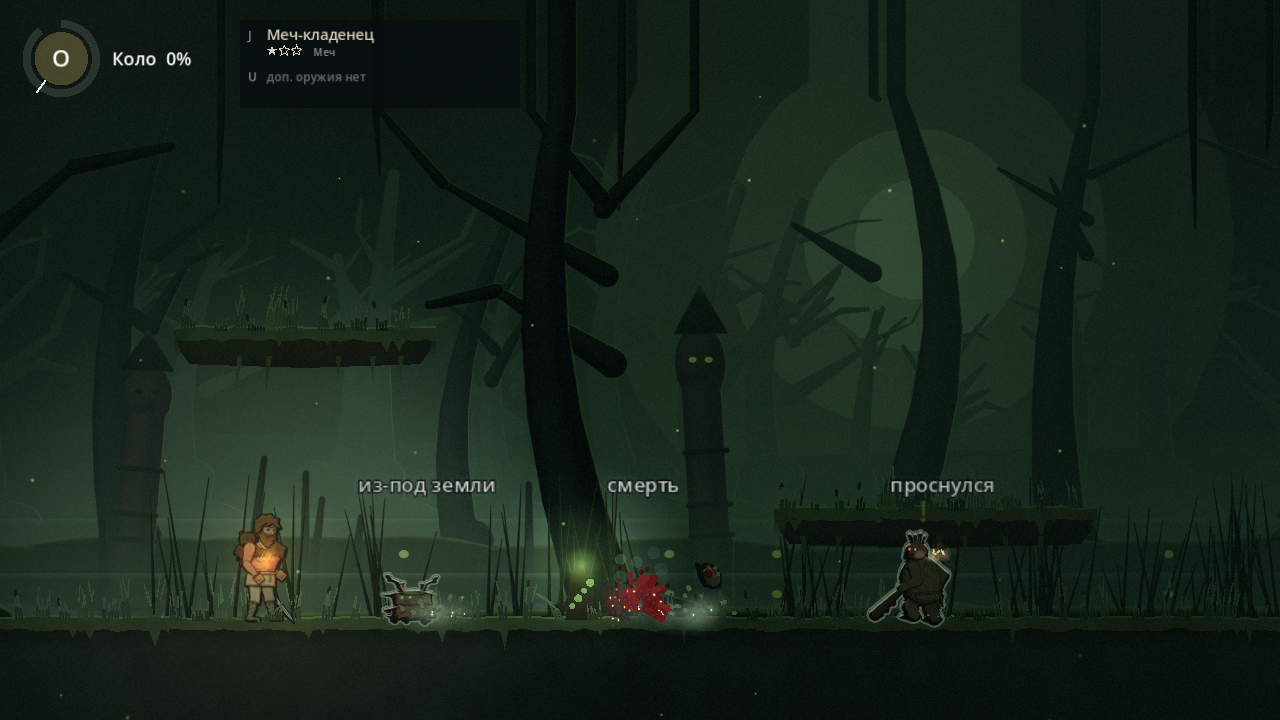 О
Коло 0%
J Меч-кладенец
★☆☆ Меч
U доп. оружия нет
из-под земли
смерть
проснулся